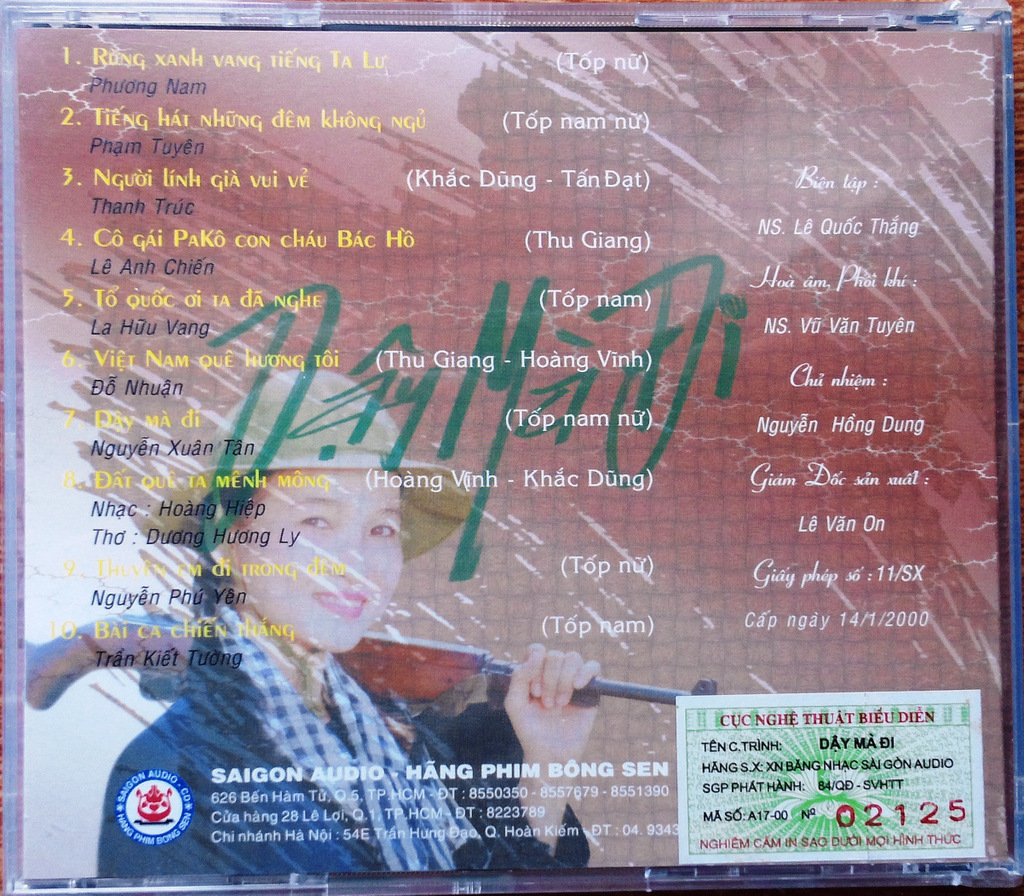 1. Rừng xanh vang tiếng Ta Lư (Tốp nữ)
Phương Nam
2. Tiếng hát những đêm không ngủ (Tốp nam nữ)
Phạm Tuyên
3. Người lính già vui vẻ (Khắc Dũng - Tấn Đạt)
Thanh Trúc
4. Cô gái PaKô con cháu Bác Hồ (Thu Giang)
Lê Anh Chiến
5. Tổ quốc ơi ta đã nghe (Tốp nam)
La Hữu Vang
6. Việt Nam quê hương tôi (Thu Giang - Hoàng Vĩnh)
Đỗ Nhuận
7. Dậy mà đi (Tốp nam nữ)
Nguyễn Xuân Tân
8. Đất quê ta mênh mông (Hoàng Vĩnh - Khắc Dũng)
Nhạc : Hoàng Hiệp
Thơ : Dương Hương Ly
9. Thuyền em đi trong đêm (Tốp nữ)
Nguyễn Phú Yên
10. Bài ca chiến thắng (Tốp nam)
Trần Kiết Tường
Dậy Mà Đi
Biên tập :
NS. Lê Quốc Thắng
Hoà âm, Phối khí :
NS. Vũ Văn Tuyên
Chủ nhiệm :
Nguyễn Hồng Dung
Giám Đốc sản xuất :
Lê Văn On
Giấy phép số : 11/SX
Cấp ngày 14/1/2000
SAIGON AUDIO - CD
HÃNG PHIM BÔNG SEN
SAIGON AUDIO - HÃNG PHIM BÔNG SEN
626 Bến Hàm Tử, Q.5, TP.HCM - ĐT : 8550350 - 8557679 - 8551390
Cửa hàng 28 Lê Lợi, Q.1, TP.HCM - ĐT : 8223789
Chi nhánh Hà Nội : 54E Trần Hưng Đạo, Q. Hoàn Kiếm - ĐT : 04. 9343
CỤC NGHỆ THUẬT BIỂU DIỄN
TÊN C.TRÌNH: DẬY MÀ ĐI
HÃNG S.X: XN BĂNG NHẠC SÀI GÒN AUDIO
SGP PHÁT HÀNH: 84/QĐ - SVHTT
MÃ SỐ: A17-00 Nº 02125
NGHIÊM CẤM IN SAO DƯỚI MỌI HÌNH THỨC